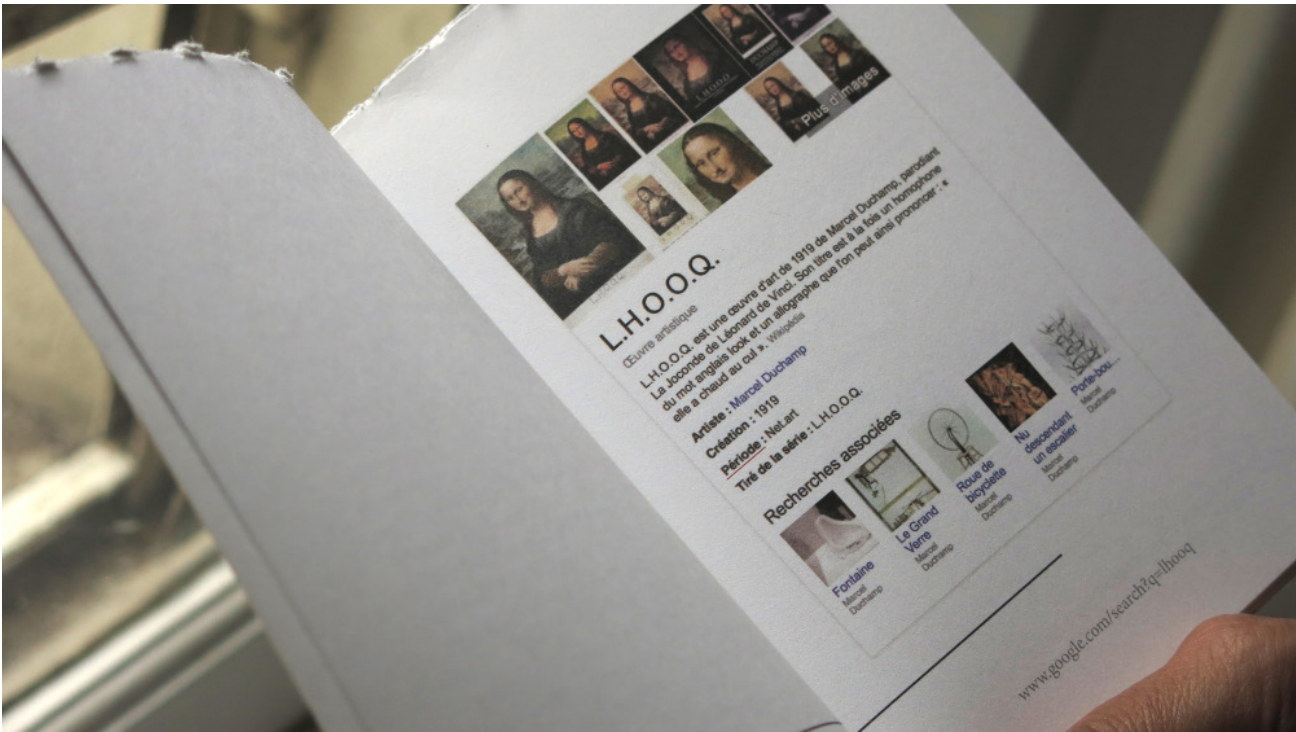 Plus d'images
L.H.O.O.Q.
Œuvre artistique
L.H.O.O.Q. est une œuvre d'art de 1919 de Marcel Duchamp, parodiant
La Joconde de Léonard de Vinci. Son titre est à la fois un homophone
du mot anglais look et un allographe que l'on peut ainsi prononcer : «
elle a chaud au cul ». Wikipédia
Artiste : Marcel Duchamp
Création : 1919
Période : Net.art
Tiré de la série : L.H.O.O.Q.
Recherches associées
Fontaine
Marcel
Duchamp
Le Grand
Verre
Marcel
Duchamp
Roue de
bicyclette
Marcel
Duchamp
Nu
descendant
un escalier
Marcel
Duchamp
Porte-bou...
Marcel
Duchamp
www.google.com/search?q=lhooq